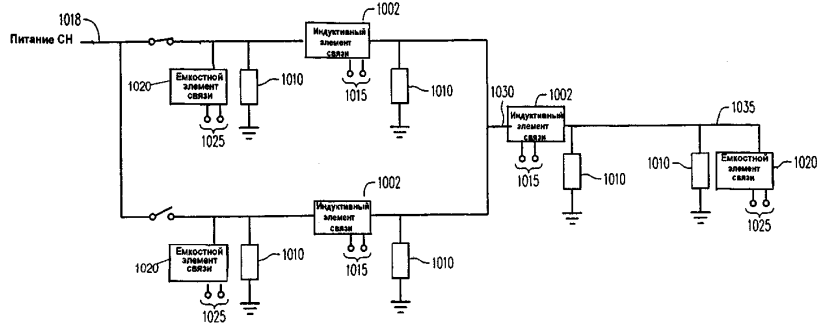 1018
Питание СН
1002
Индуктивный
элемент
связи
1020
Емкостной
элемент
связи
1010
1015
1010
1025
1030
1002
Индуктивный
элемент
связи
1035
1015
1010
1010
Емкостной
элемент
связи
1020
1025
1002
Индуктивный
элемент
связи
1020
Емкостной
элемент
связи
1010
1015
1010
1025